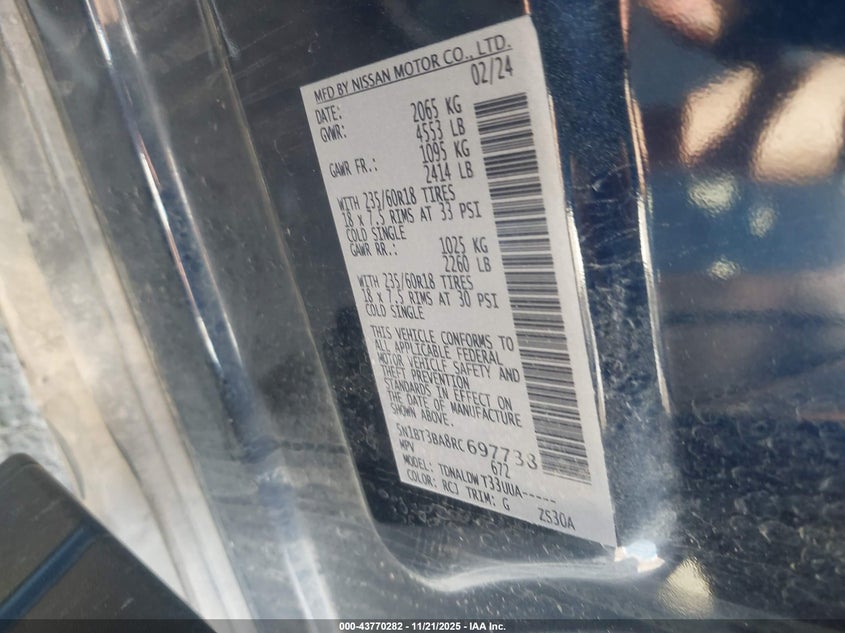 MFD BY NISSAN MOTOR CO., LTD.
DATE: 02/24
GVWR: 2065 KG
4553 LB
GAWR FR.: 1095 KG
2414 LB
WITH 235/60R18 TIRES
18 x 7.5 RIMS AT 33 PSI
COLD SINGLE
GAWR RR.: 1025 KG
2260 LB
WITH 235/60R18 TIRES
18 x 7.5 RIMS AT 30 PSI
COLD SINGLE
THIS VEHICLE CONFORMS TO
ALL APPLICABLE FEDERAL
MOTOR VEHICLE SAFETY AND
THEFT PREVENTION
STANDARDS IN EFFECT ON
THE DATE OF MANUFACTURE
SHOWN ABOVE.
5N1BT3BA8RC697738
MPV 672
MODEL: TDNALDWT33UUA-----
COLOR: RCJ TRIM: G ZS30A
000-43770282 - 11/21/2025 - IAA Inc.